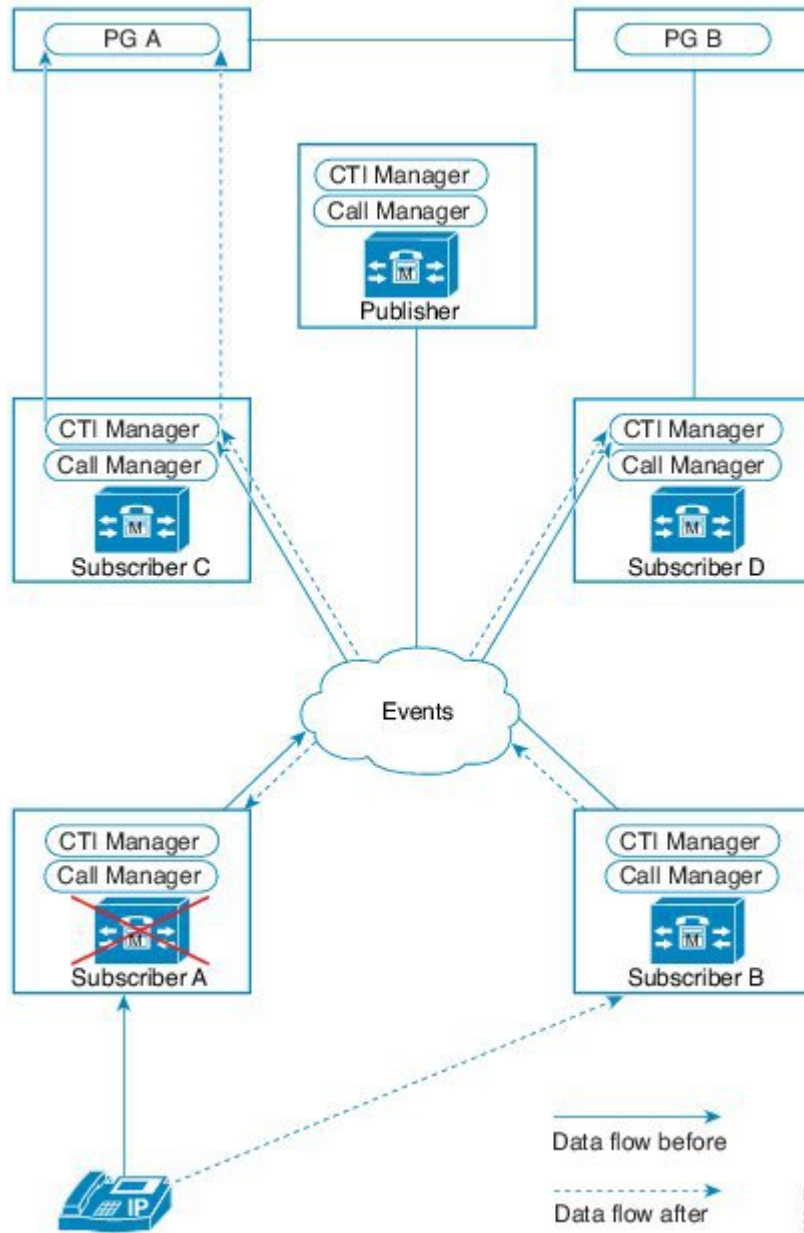 PG A
PG B
CTI Manager
Call Manager
M
Publisher
CTI Manager
Call Manager
M
Subscriber C
CTI Manager
Call Manager
M
Subscriber D
Events
CTI Manager
Call Manager
M
Subscriber A
CTI Manager
Call Manager
M
Subscriber B
IP
Data flow before
Data flow after